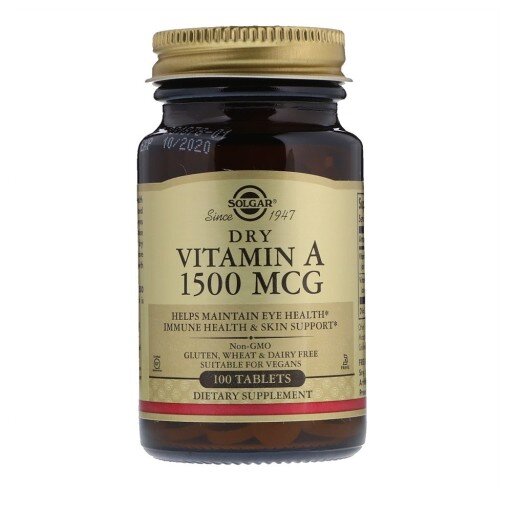 10/2020
SOLGAR®
Since 1947
DRY
VITAMIN A
1500 MCG
HELPS MAINTAIN EYE HEALTH*
IMMUNE HEALTH & SKIN SUPPORT*
Non-GMO
GLUTEN, WHEAT & DAIRY FREE
SUITABLE FOR VEGANS
100 TABLETS
DIETARY SUPPLEMENT